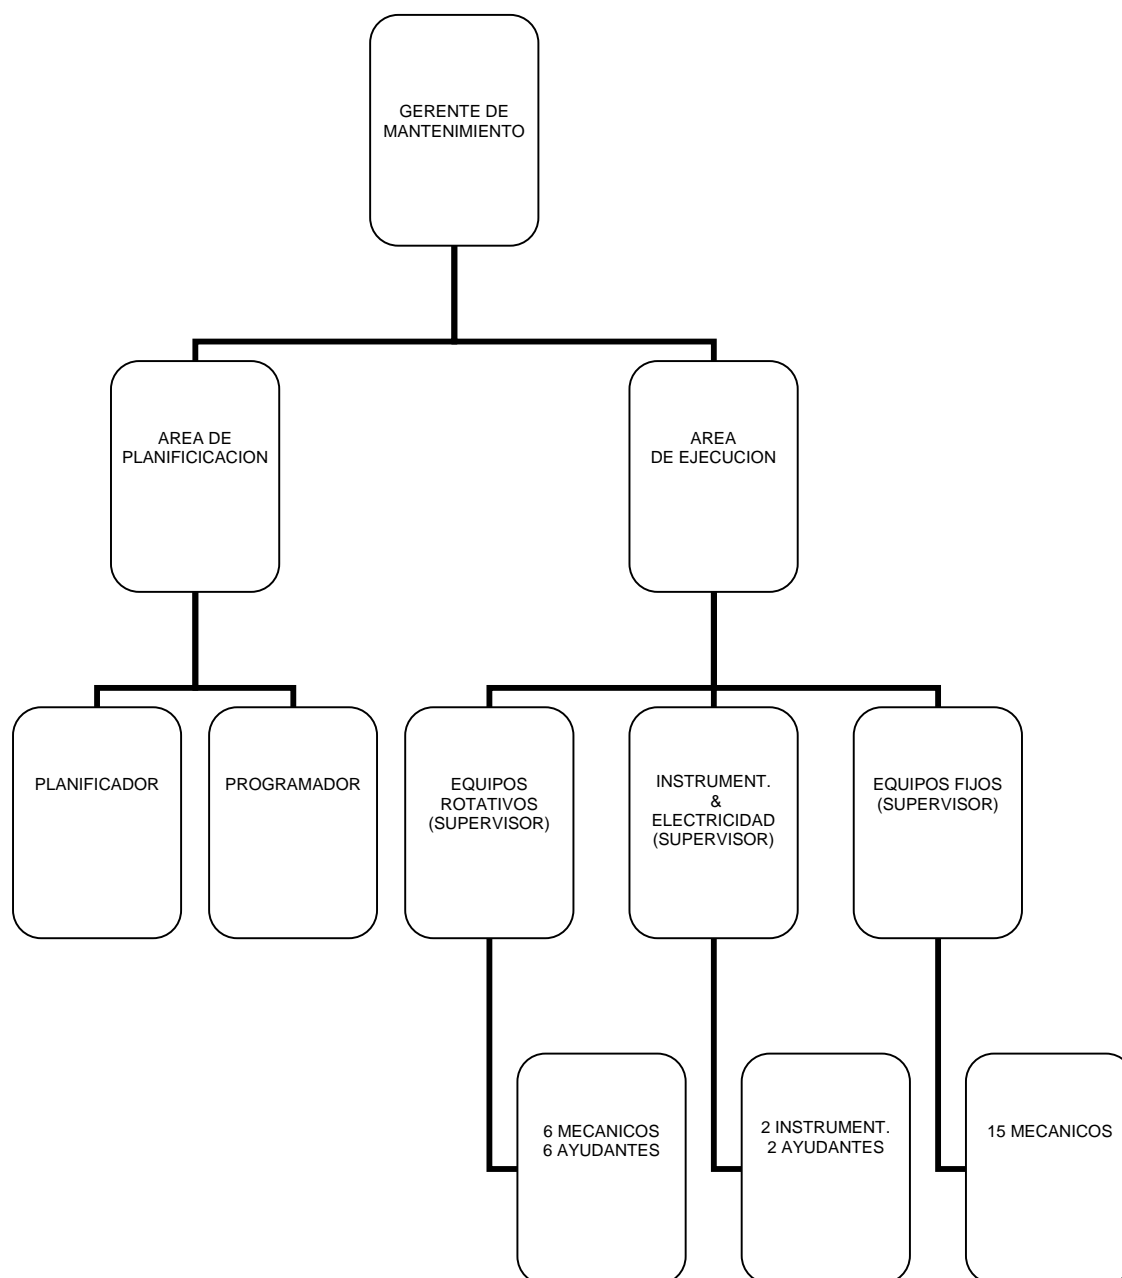 GERENTE DE
MANTENIMIENTO
AREA DE
PLANIFICICACION
AREA
DE EJECUCION
PLANIFICADOR
PROGRAMADOR
EQUIPOS
ROTATIVOS
(SUPERVISOR)
INSTRUMENT.
&
ELECTRICIDAD
(SUPERVISOR)
EQUIPOS FIJOS
(SUPERVISOR)
6 MECANICOS
6 AYUDANTES
2 INSTRUMENT.
2 AYUDANTES
15 MECANICOS